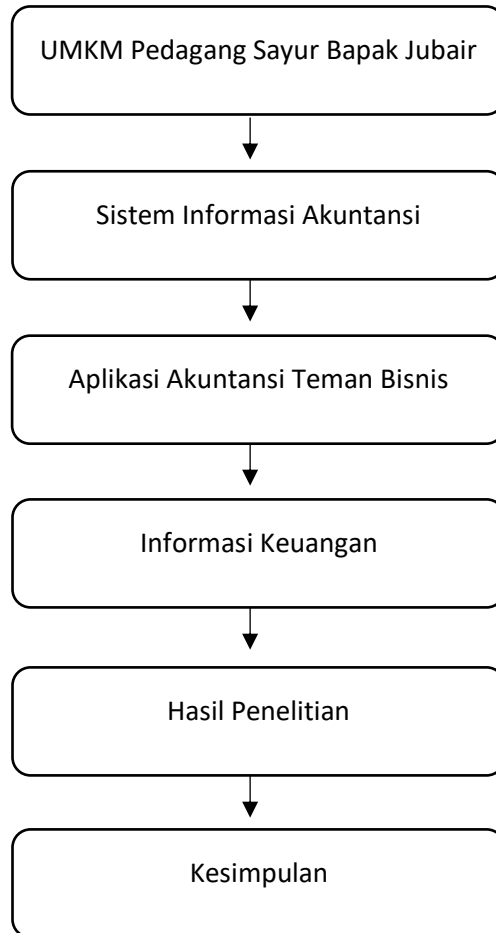 UMKM Pedagang Sayur Bapak Jubair
Sistem Informasi Akuntansi
Aplikasi Akuntansi Teman Bisnis
Informasi Keuangan
Hasil Penelitian
Kesimpulan